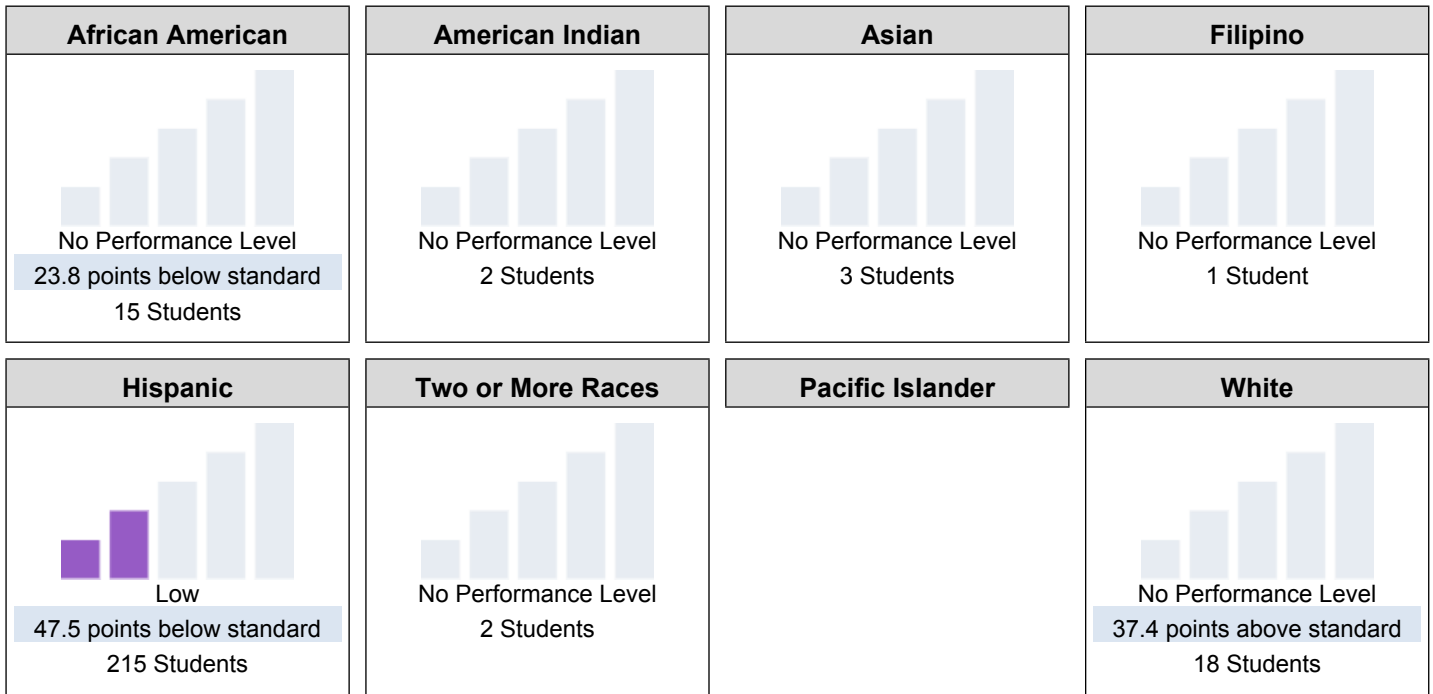 African American
No Performance Level
23.8 points below standard
15 Students
American Indian
No Performance Level
2 Students
Asian
No Performance Level
3 Students
Filipino
No Performance Level
1 Student
Hispanic
Low
47.5 points below standard
215 Students
Two or More Races
No Performance Level
2 Students
Pacific Islander
White
No Performance Level
37.4 points above standard
18 Students